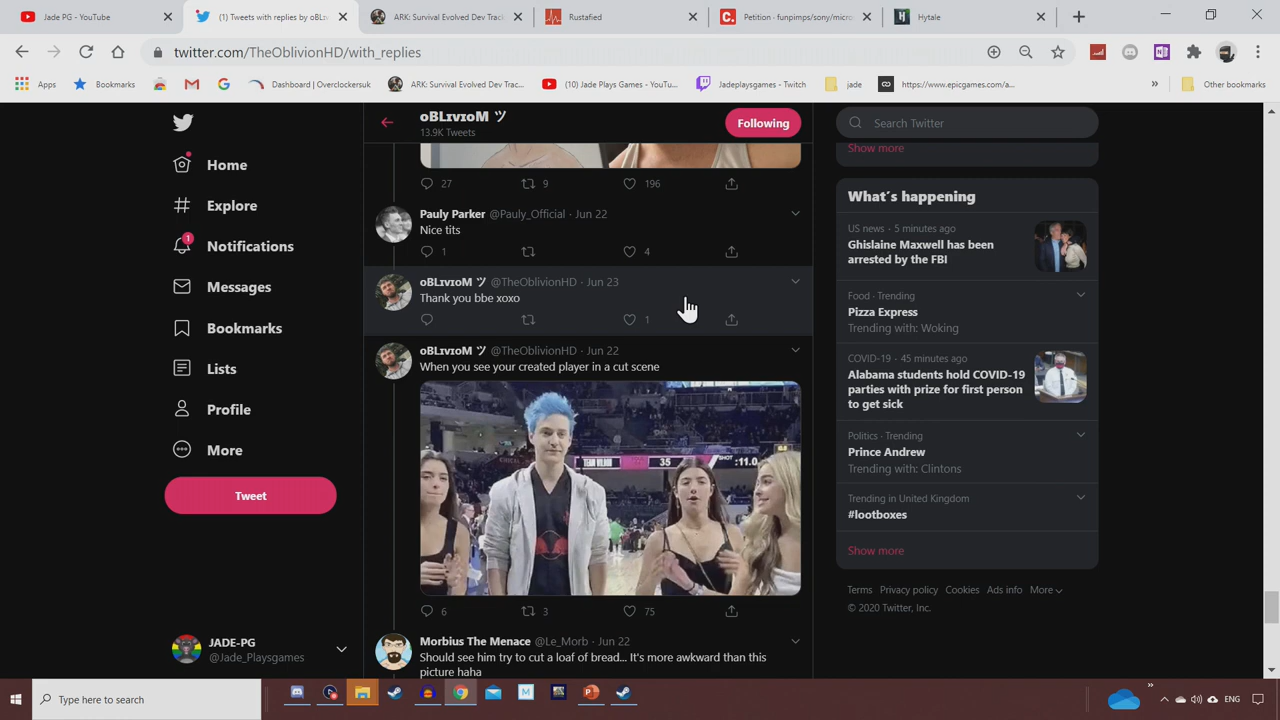 Jade PG - YouTube
(1) Tweets with replies by oBLı
ARK: Survival Evolved Dev Track
Rustafied
Petition · funpimps/sony/micro
Hytale
twitter.com/TheOblivionHD/with_replies
Apps
Bookmarks
Dashboard | Overclockersuk
ARK: Survival Evolved Dev Trac...
(10) Jade Plays Games - YouTu...
Jadeplaysgames - Twitch
jade
https://www.epicgames.com/a...
Other bookmarks
oBLıvıoM ツ
13.9K Tweets
Following
Search Twitter
Show more
Home
Explore
1
Notifications
Messages
Bookmarks
Lists
Profile
More
Tweet
JADE-PG
@Jade_Playsgames
27
9
196
Pauly Parker @Pauly_Official · Jun 22
Nice tits
1
4
oBLıvıoM ツ @TheOblivionHD · Jun 23
Thank you bbe xoxo
1
oBLıvıoM ツ @TheOblivionHD · Jun 22
When you see your created player in a cut scene
TEAM WILSON
35
SHOT :11.0
6
3
75
Morbius The Menace @Le_Morb · Jun 22
Should see him try to cut a loaf of bread... It's more awkward than this
picture haha
What's happening
US news · 5 minutes ago
Ghislaine Maxwell has been
arrested by the FBI
Food · Trending
Pizza Express
Trending with: Woking
COVID-19 · 45 minutes ago
Alabama students hold COVID-19
parties with prize for first person
to get sick
Politics · Trending
Prince Andrew
Trending with: Clintons
Trending in United Kingdom
#lootboxes
Show more
Terms Privacy policy Cookies Ads info More
© 2020 Twitter, Inc.
Type here to search
ENG